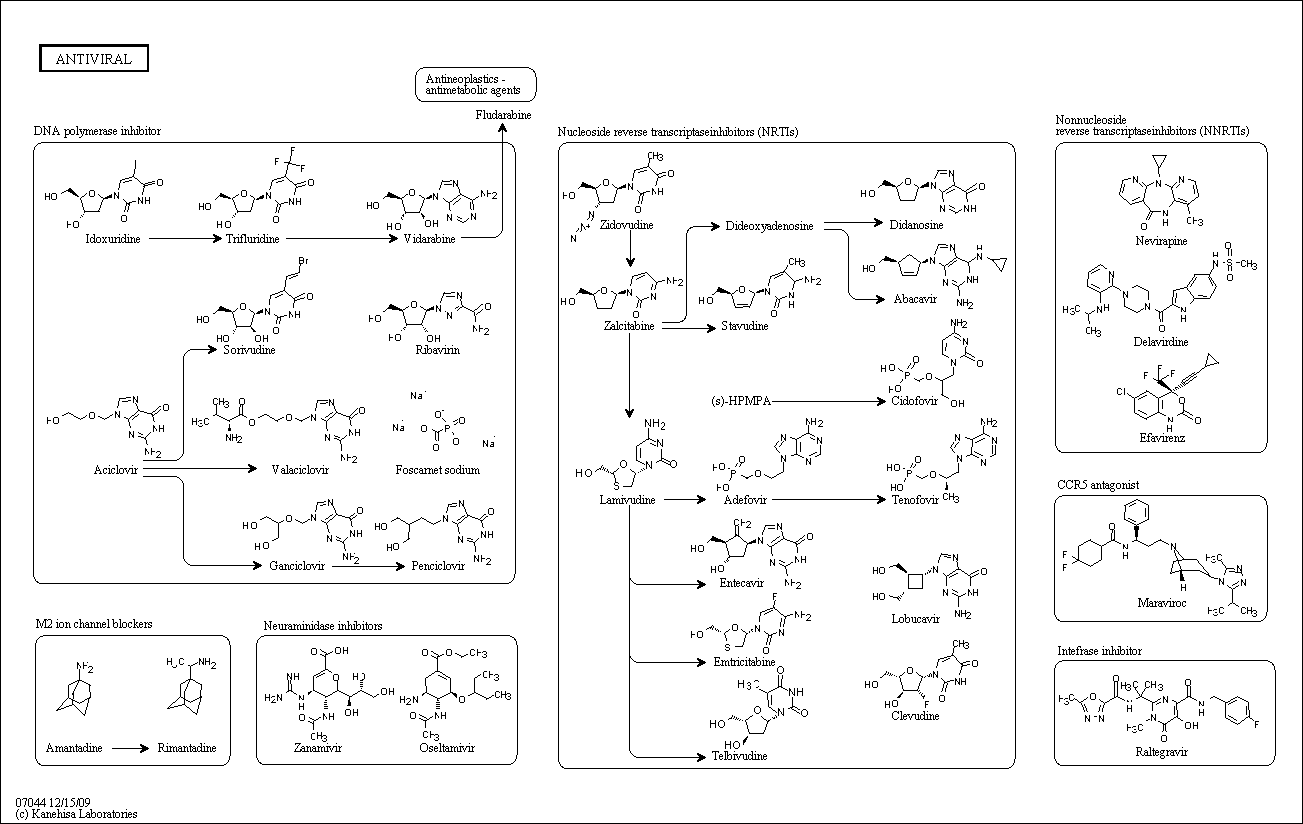 ANTIVIRAL
Antineoplastics -
antimetabolic agents
Fludarabine
DNA polymerase inhibitor
Idoxuridine
Trifluridine
Vidarabine
Sorivudine
Ribavirin
Aciclovir
Valaciclovir
Foscarnet sodium
Ganciclovir
Penciclovir
Nucleoside reverse transcriptaseinhibitors (NRTIs)
Zidovudine
Dideoxyadenosine
Didanosine
Abacavir
Zalcitabine
Stavudine
(s)-HPMPA
Cidofovir
Lamivudine
Adefovir
Tenofovir
Entecavir
Lobucavir
Emtricitabine
Clevudine
Telbivudine
Nonnucleoside
reverse transcriptaseinhibitors (NNRTIs)
Nevirapine
Delavirdine
Efavirenz
CCR5 antagonist
Maraviroc
M2 ion channel blockers
Amantadine
Rimantadine
Neuraminidase inhibitors
Zanamivir
Oseltamivir
Intefrase inhibitor
Raltegravir
07044 12/15/09
(c) Kanehisa Laboratories